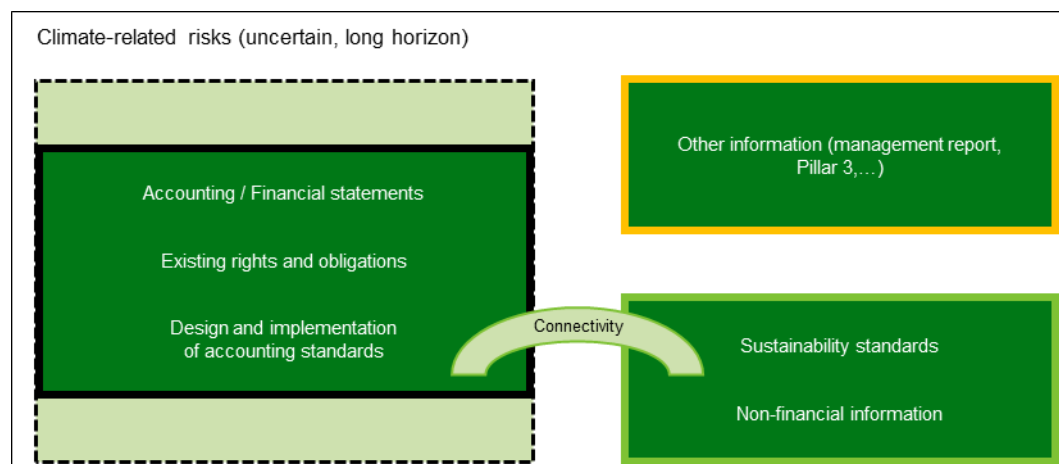 Climate-related risks (uncertain, long horizon)
Accounting / Financial statements
Existing rights and obligations
Design and implementation
of accounting standards
Connectivity
Other information (management report,
Pillar 3,…)
Sustainability standards
Non-financial information